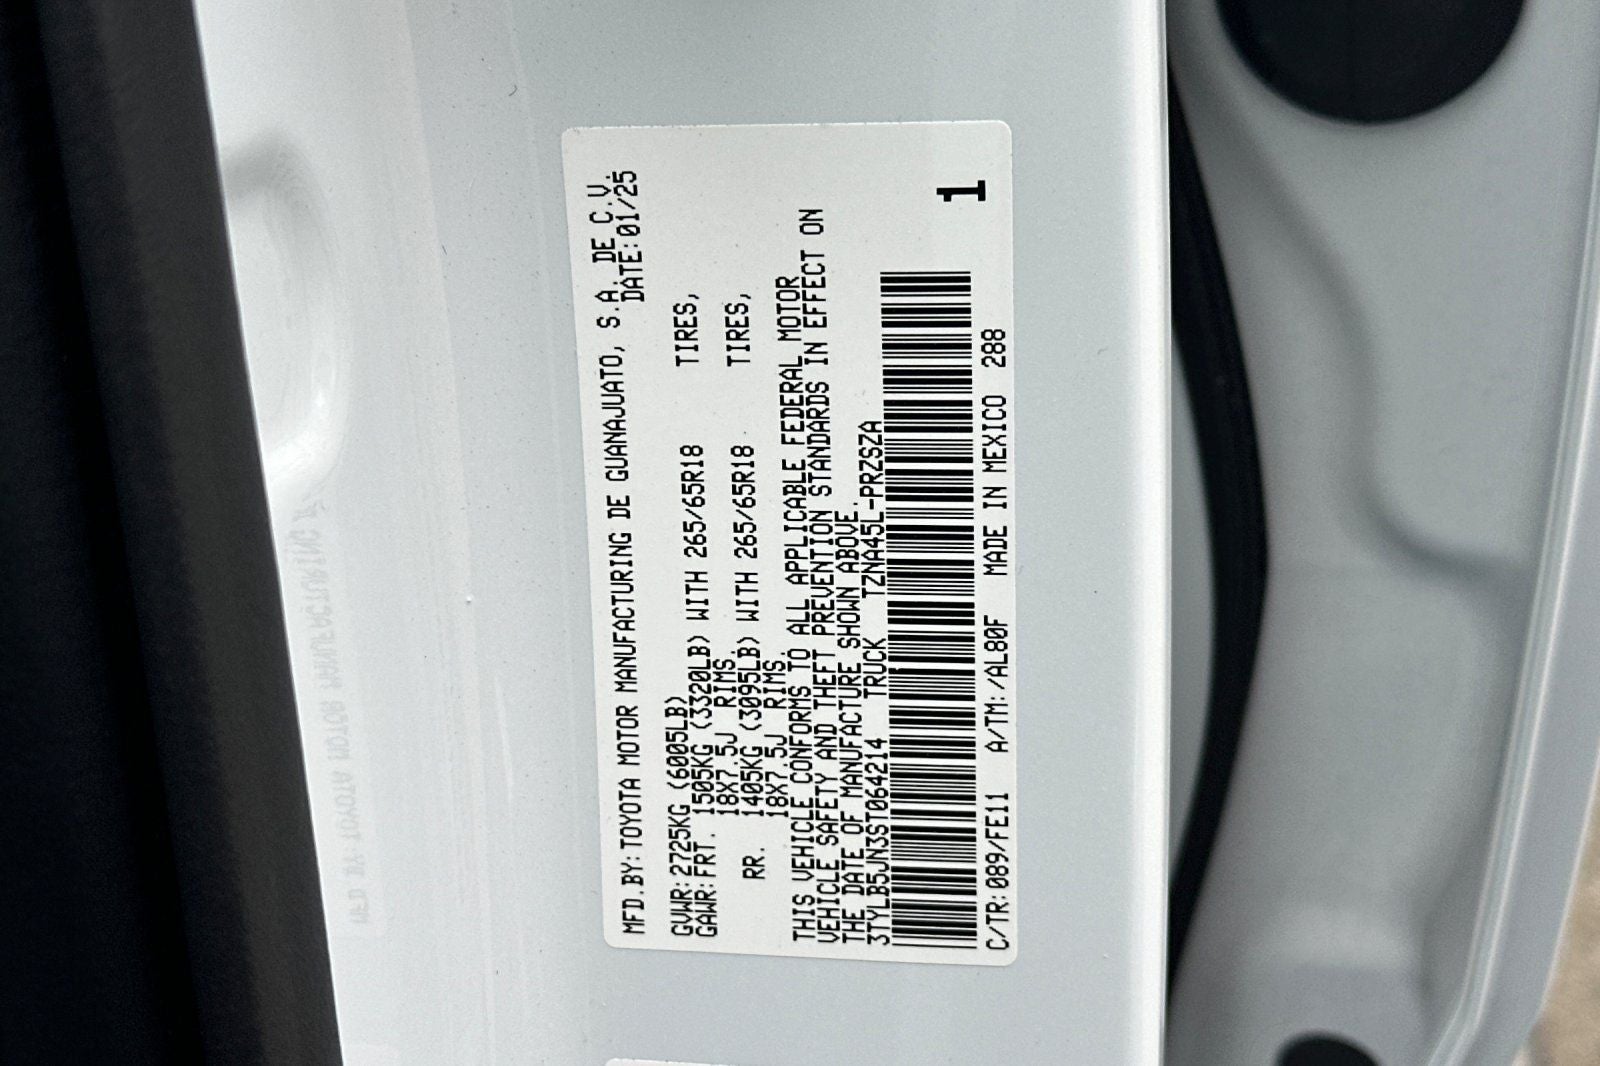 MFD.BY:TOYOTA MOTOR MANUFACTURING DE GUANAJUATO, S.A. DE C.V.
DATE:01/25
GVWR:2725KG (6005LB)
GAWR:FRT. 1505KG (3320LB) WITH 265/65R18 TIRES,
18X7.5J RIMS.
RR. 1405KG (3095LB) WITH 265/65R18 TIRES,
18X7.5J RIMS.
THIS VEHICLE CONFORMS TO ALL APPLICABLE FEDERAL MOTOR
VEHICLE SAFETY AND THEFT PREVENTION STANDARDS IN EFFECT ON
THE DATE OF MANUFACTURE SHOWN ABOVE.
3TYLB5JN3ST064214 TRUCK TZNA45L-PRZSZA
1
C/TR:089/FE11 A/TM:/AL80F MADE IN MEXICO 288